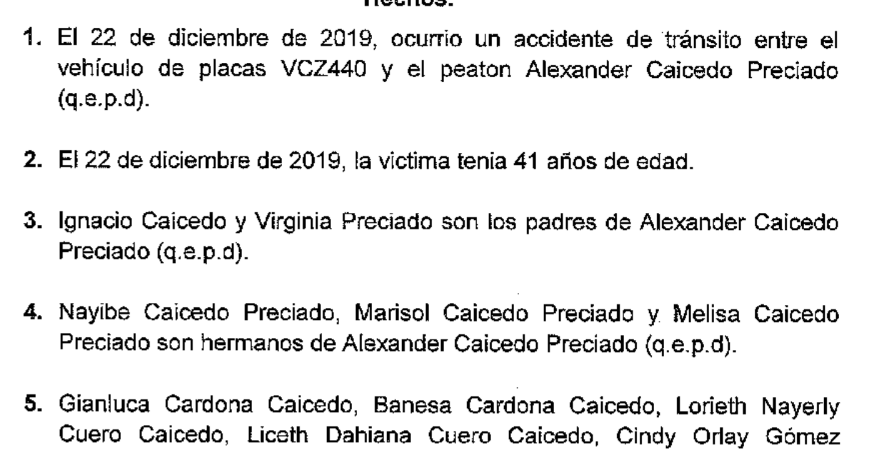 Hechos:
1. El 22 de diciembre de 2019, ocurrio un accidente de tránsito entre el
vehículo de placas VCZ440 y el peaton Alexander Caicedo Preciado
(q.e.p.d).
2. El 22 de diciembre de 2019, la victima tenia 41 años de edad.
3. Ignacio Caicedo y Virginia Preciado son los padres de Alexander Caicedo
Preciado (q.e.p.d).
4. Nayibe Caicedo Preciado, Marisol Caicedo Preciado y Melisa Caicedo
Preciado son hermanos de Alexander Caicedo Preciado (q.e.p.d).
5. Gianluca Cardona Caicedo, Banesa Cardona Caicedo, Lorieth Nayerly
Cuero Caicedo, Liceth Dahiana Cuero Caicedo, Cindy Orlay Gómez